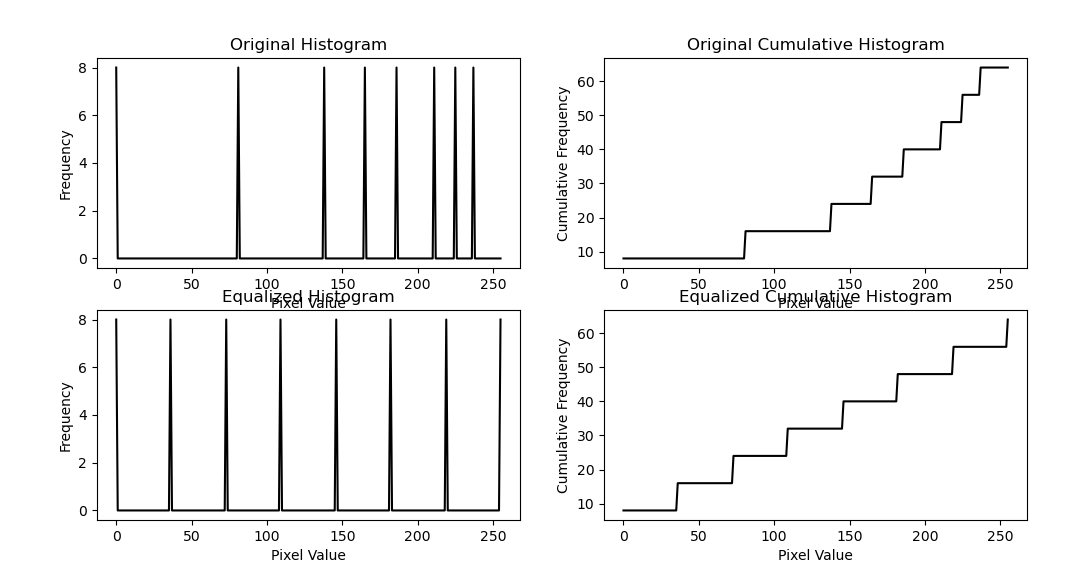 Original Histogram
8
6
4
2
0
Frequency
0 50 100 150 200 250
Pixel Value
Original Cumulative Histogram
60
50
40
30
20
10
Cumulative Frequency
0 50 100 150 200 250
Pixel Value
Equalized Histogram
8
6
4
2
0
Frequency
0 50 100 150 200 250
Pixel Value
Equalized Cumulative Histogram
60
50
40
30
20
10
Cumulative Frequency
0 50 100 150 200 250
Pixel Value